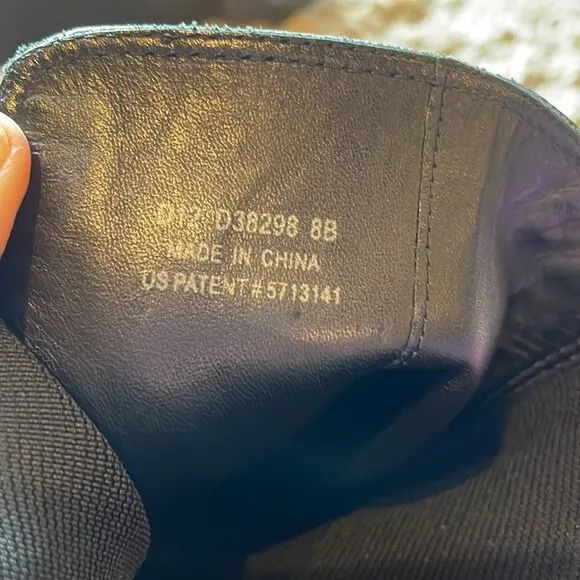 D38298 8B
MADE IN CHINA
US PATENT # 5713141